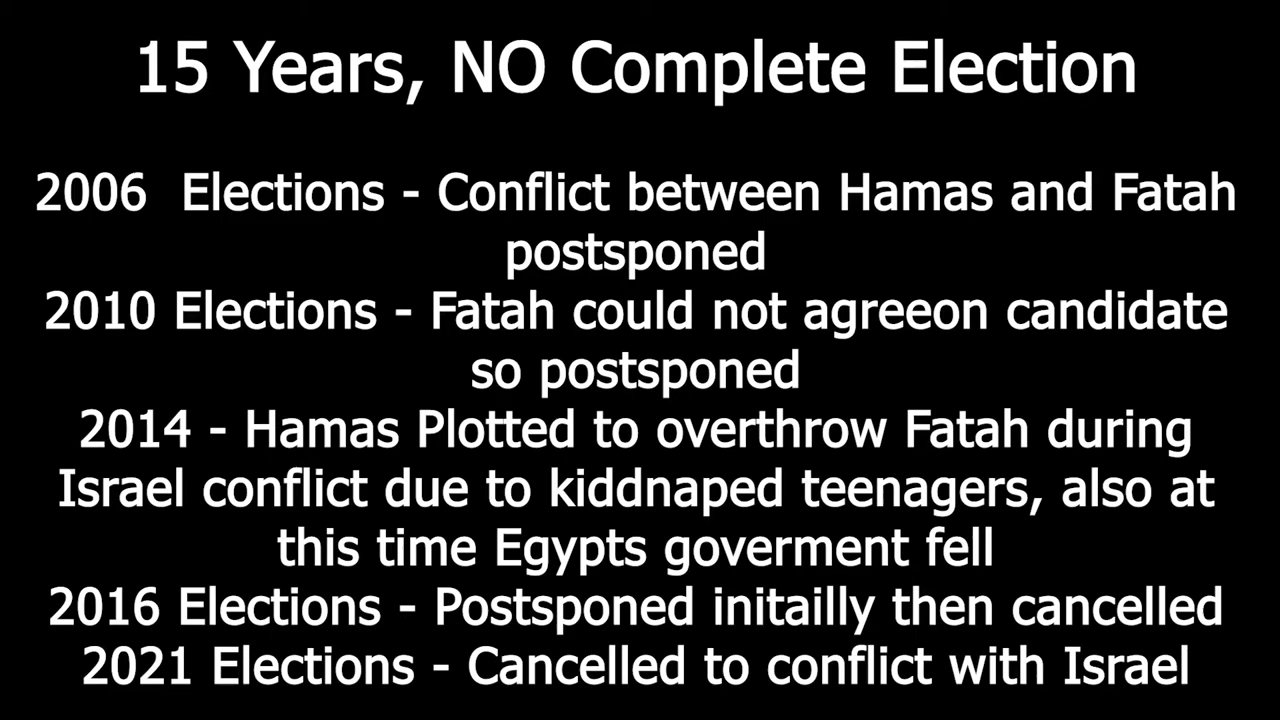 15 Years, NO Complete Election
2006  Elections - Conflict between Hamas and Fatah
postsponed
2010 Elections - Fatah could not agreeon candidate
so postsponed
2014 - Hamas Plotted to overthrow Fatah during
Israel conflict due to kiddnaped teenagers, also at
this time Egypts goverment fell
2016 Elections - Postsponed initailly then cancelled
2021 Elections - Cancelled to conflict with Israel